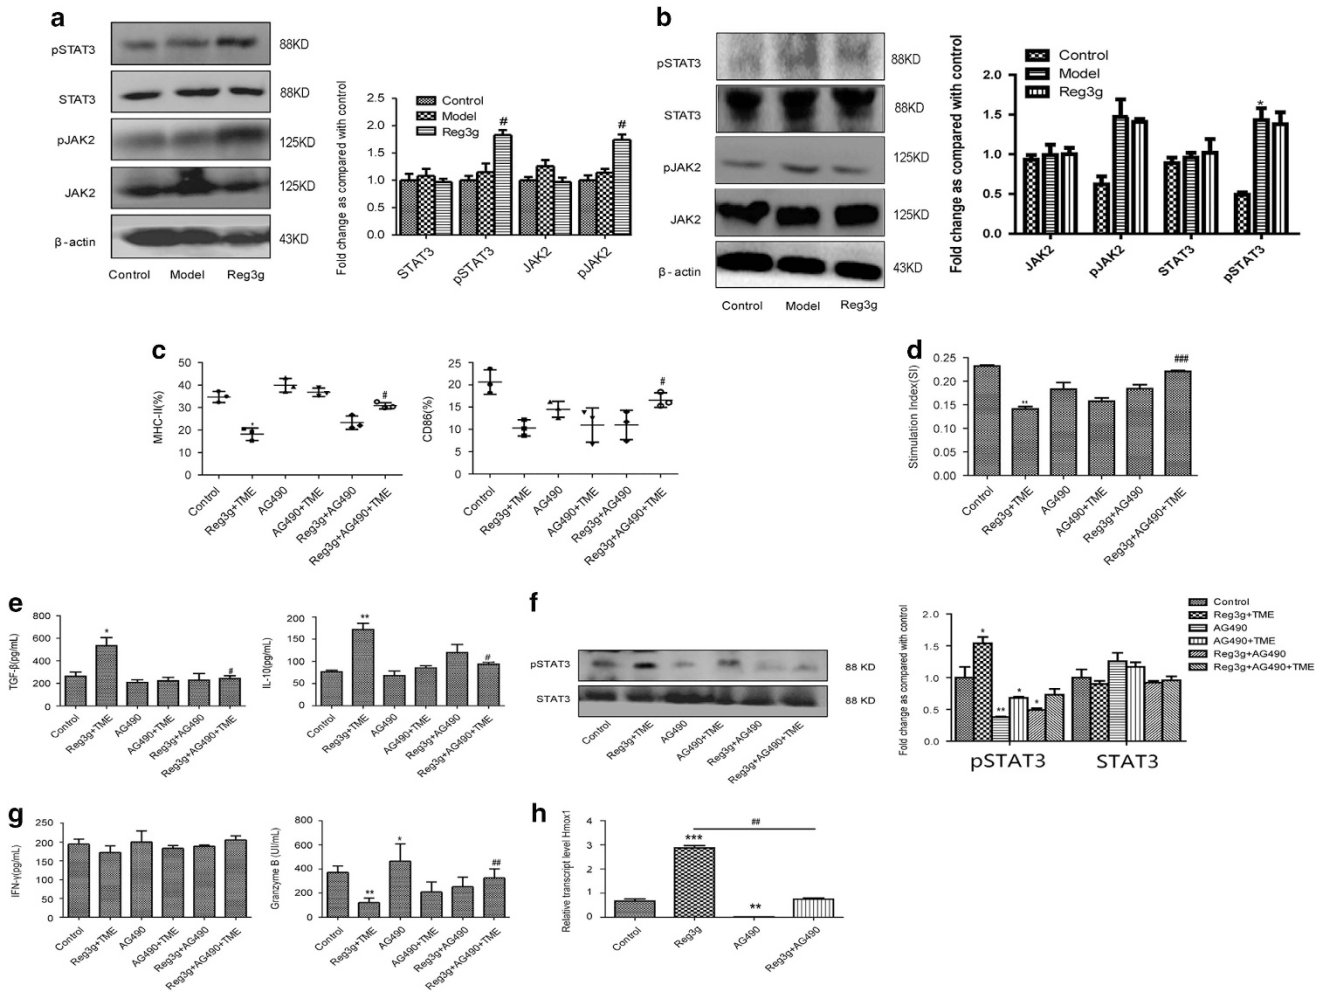 a
pSTAT3 88KD
STAT3 88KD
pJAK2 125KD
JAK2 125KD
β-actin 43KD
Control Model Reg3g
Fold change as compared with control
2.5
2.0
1.5
1.0
0.5
0.0
Control
Model
Reg3g
# #
STAT3 pSTAT3 JAK2 pJAK2
b
pSTAT3 88KD
STAT3 88KD
pJAK2 125KD
JAK2 125KD
β-actin 43KD
Control Model Reg3g
Fold change as compared with control
2.0
1.5
1.0
0.5
0.0
Control
Model
Reg3g
*
JAK2 pJAK2 STAT3 pSTAT3
c
MHC-II(%)
50
40
30
20
10
0
* #
Control Reg3g+TME AG490 AG490+TME Reg3g+AG490 Reg3g+AG490+TME
CD86(%)
25
20
15
10
5
0
#
Control Reg3g+TME AG490 AG490+TME Reg3g+AG490 Reg3g+AG490+TME
d
Stimulation Index(SI)
0.25
0.20
0.15
0.10
0.05
0.00
** ###
Control Reg3g+TME AG490 AG490+TME Reg3g+AG490 Reg3g+AG490+TME
e
TGF-β(pg/mL)
800
600
400
200
0
* #
Control Reg3g+TME AG490 AG490+TME Reg3g+AG490 Reg3g+AG490+TME
IL-10(pg/mL)
200
150
100
50
0
** #
Control Reg3g+TME AG490 AG490+TME Reg3g+AG490 Reg3g+AG490+TME
f
pSTAT3 88 KD
STAT3 88 KD
Control Reg3g+TME AG490 AG490+TME Reg3g+AG490 Reg3g+AG490+TME
Fold change as compared with control
2.0
1.5
1.0
0.5
0.0
* ** * *
pSTAT3 STAT3
Control
Reg3g+TME
AG490
AG490+TME
Reg3g+AG490
Reg3g+AG490+TME
g
IFN-γ(pg/mL)
250
200
150
100
50
0
Control Reg3g+TME AG490 AG490+TME Reg3g+AG490 Reg3g+AG490+TME
Granzyme B (UI/mL)
800
600
400
200
0
** * ##
Control Reg3g+TME AG490 AG490+TME Reg3g+AG490 Reg3g+AG490+TME
h
Relative transcript level Hmox1
4
3
2
1
0
*** ** ##
Control Reg3g AG490 Reg3g+AG490